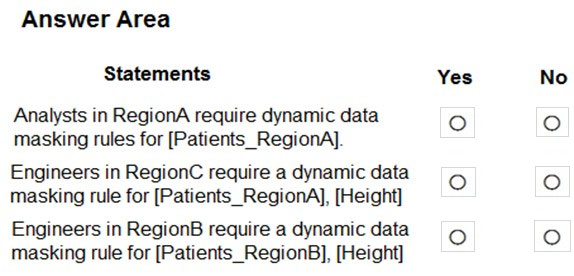 Answer Area
Statements Yes No
Analysts in RegionA require dynamic data
masking rules for [Patients_RegionA].
Engineers in RegionC require a dynamic data
masking rule for [Patients_RegionA], [Height]
Engineers in RegionB require a dynamic data
masking rule for [Patients_RegionB], [Height]